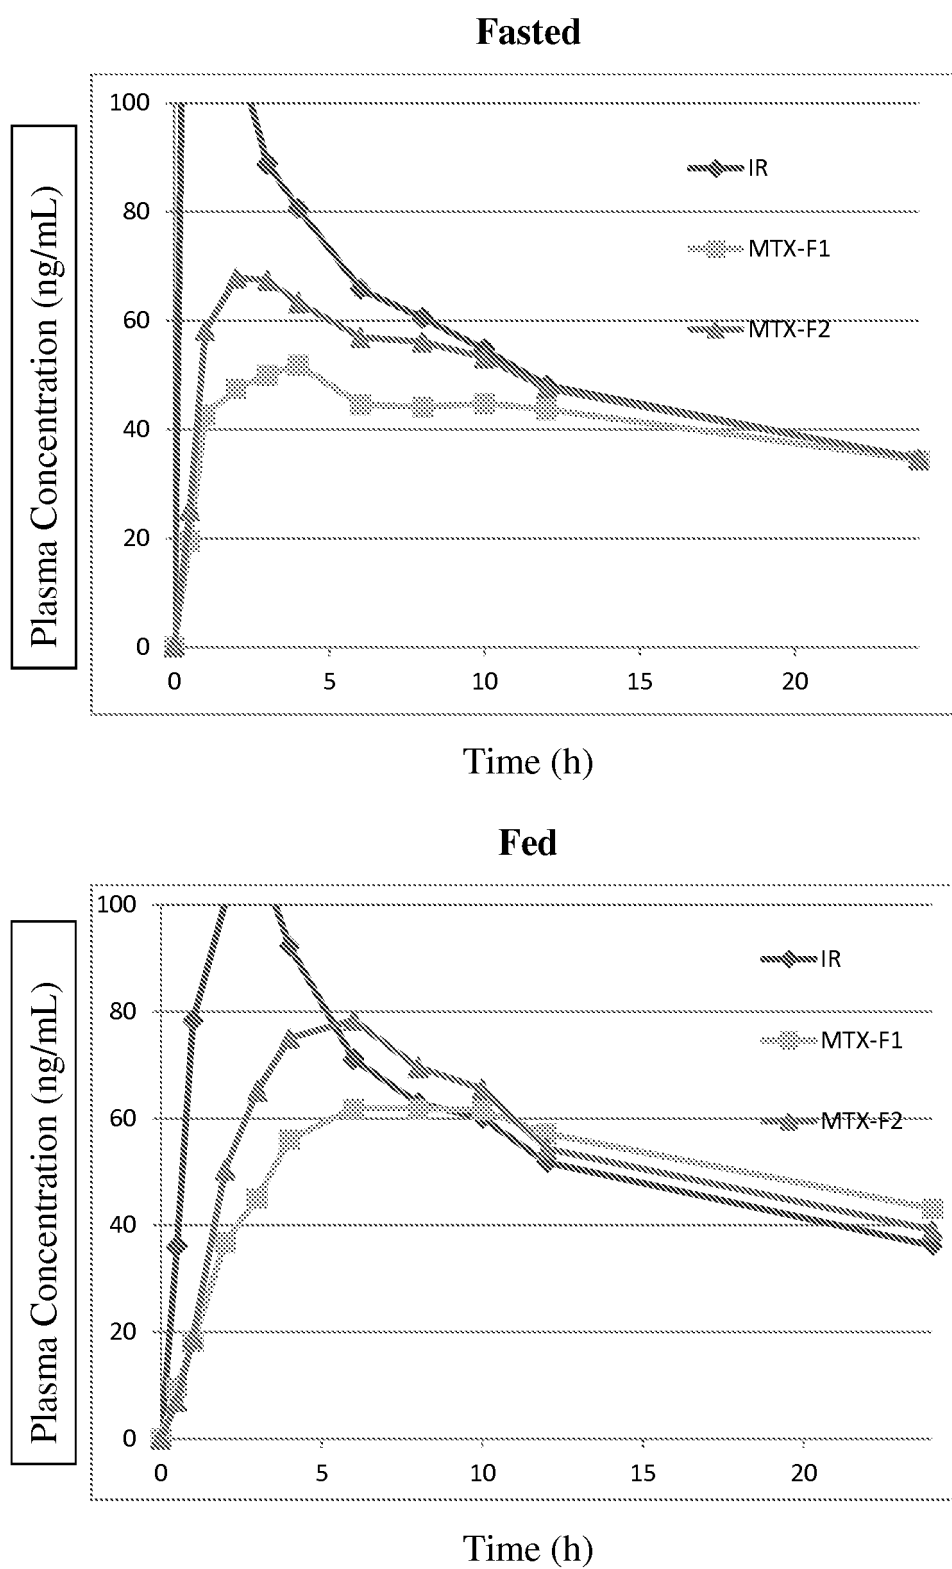 Fasted
Plasma Concentration (ng/mL)
100
80
60
40
20
0
IR
MTX-F1
MTX-F2
0 5 10 15 20
Time (h)
Fed
Plasma Concentration (ng/mL)
100
80
60
40
20
0
IR
MTX-F1
MTX-F2
0 5 10 15 20
Time (h)